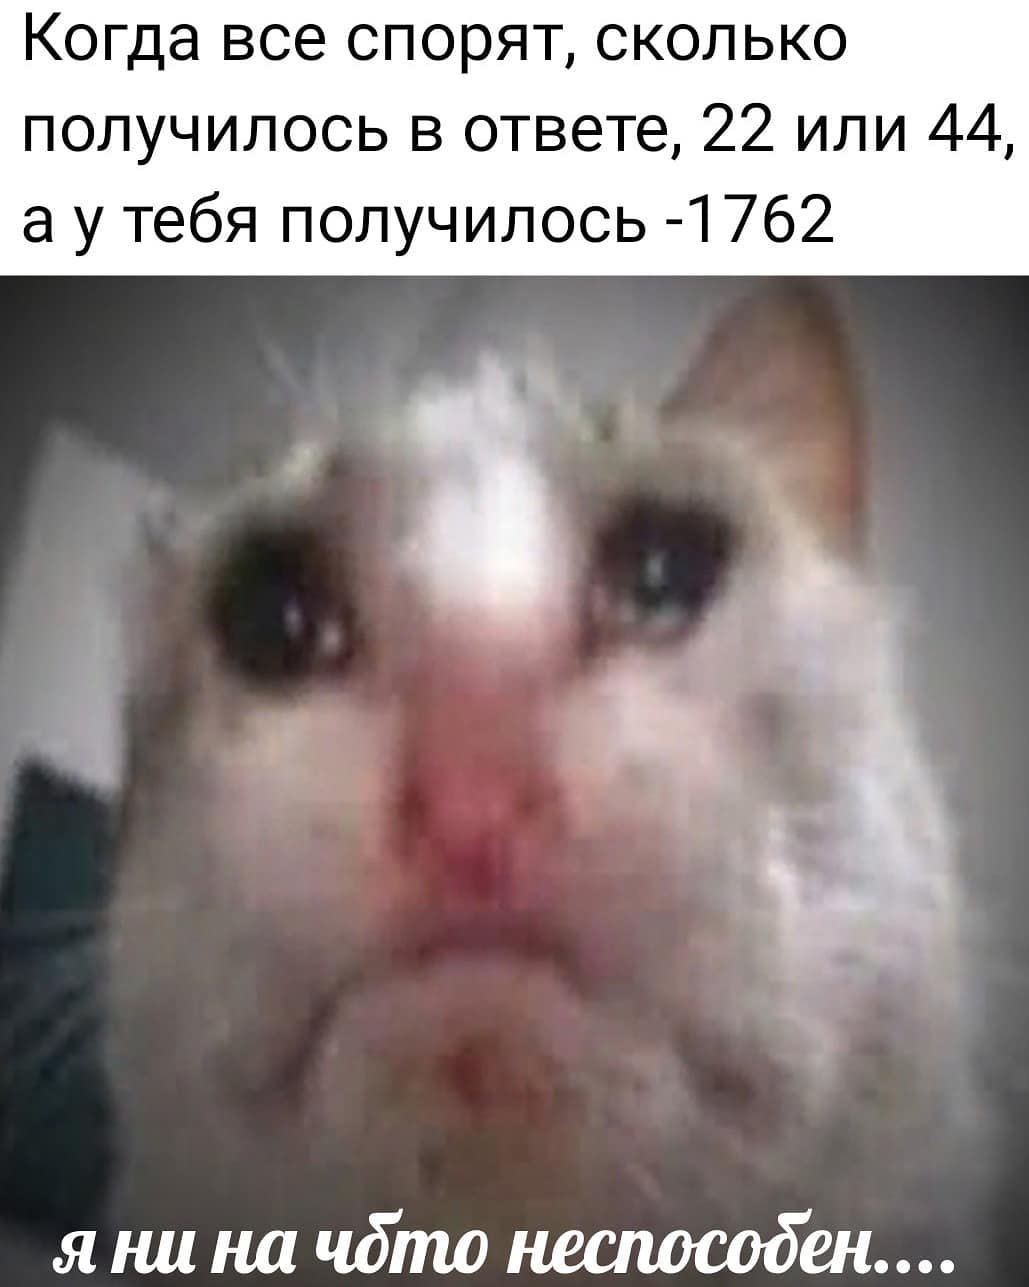 Когда все спорят, сколько
получилось в ответе, 22 или 44,
а у тебя получилось -1762
я ни на чбто неспособен....